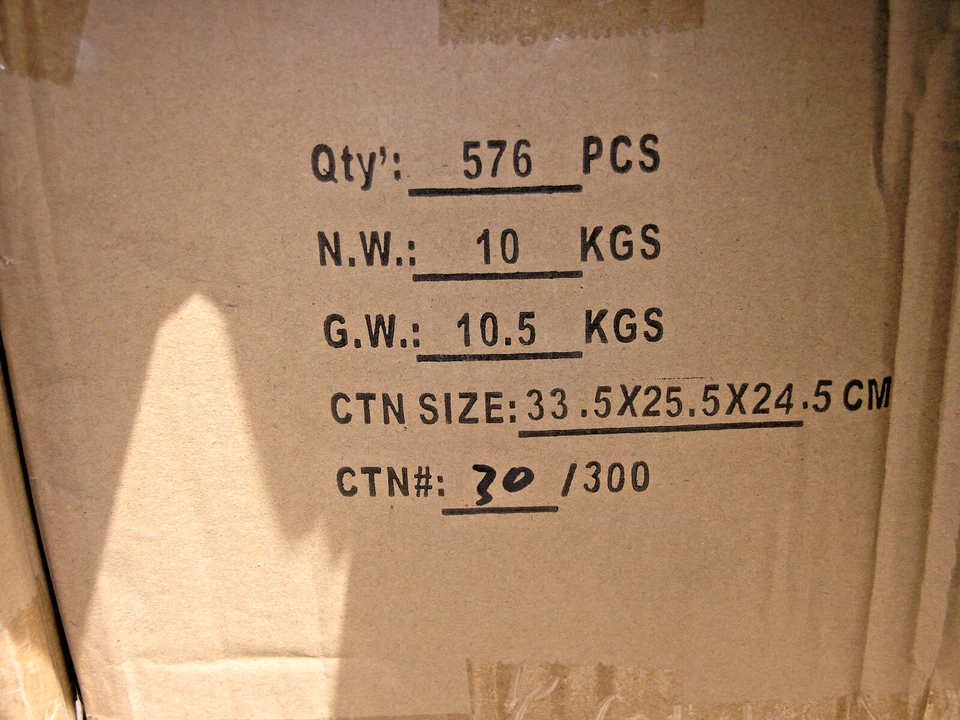 Qty': 576 PCS
N.W.: 10 KGS
G.W.: 10.5 KGS
CTN SIZE: 33.5X25.5X24.5 CM
CTN#: 30 /300